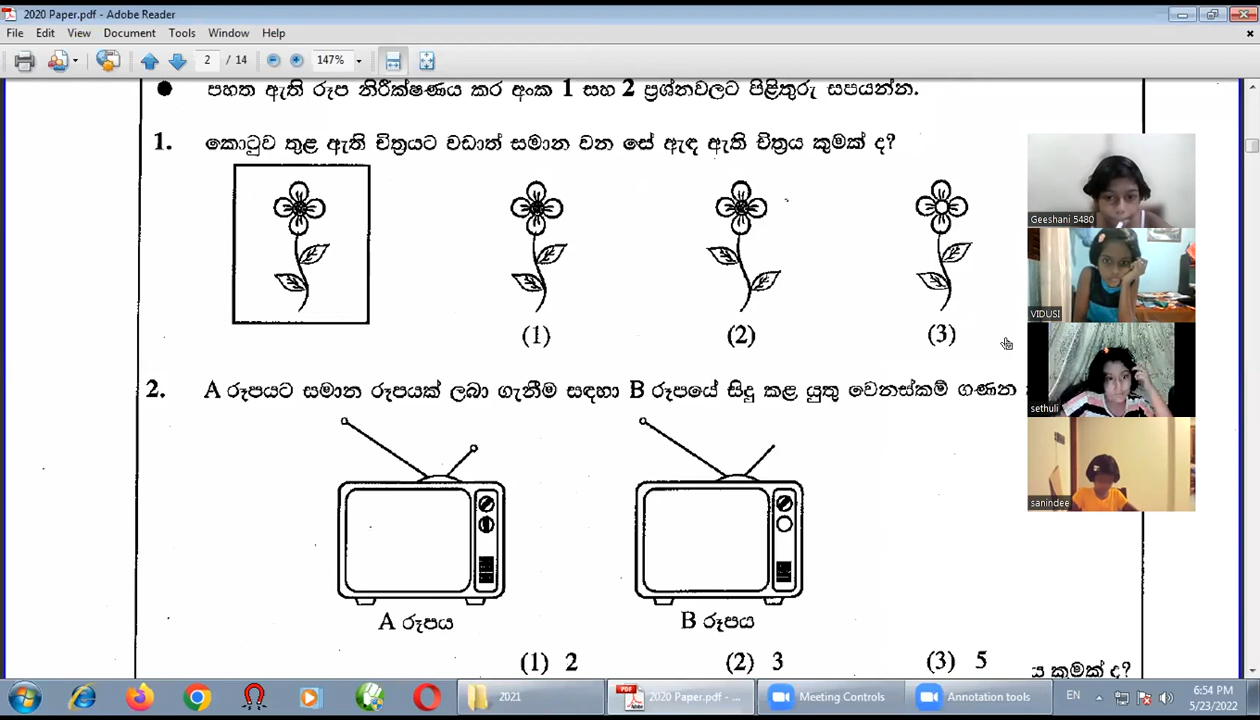 2020 Paper.pdf - Adobe Reader
File Edit View Document Tools Window Help
2 / 14 147%
● පහත ඇති රූප නිරීක්ෂණය කර අංක 1 සහ 2 ප්‍රශ්නවලට පිළිතුරු සපයන්න.
1. කොටුව තුළ ඇති චිත්‍රයට වඩාත් සමාන වන සේ ඇඳ ඇති චිත්‍රය කුමක් ද?
(1) (2) (3)
Geeshani 5480
VIDUSI
sethuli
sanindee
2. A රූපයට සමාන රූපයක් ලබා ගැනීම සඳහා B රූපයේ සිදු කළ යුතු වෙනස්කම් ගණන
A රූපය B රූපය
(1) 2 (2) 3 (3) 5 ය කුමක් ද?
2021 2020 Paper.pdf - ... Meeting Controls Annotation tools EN 6:54 PM
5/23/2022